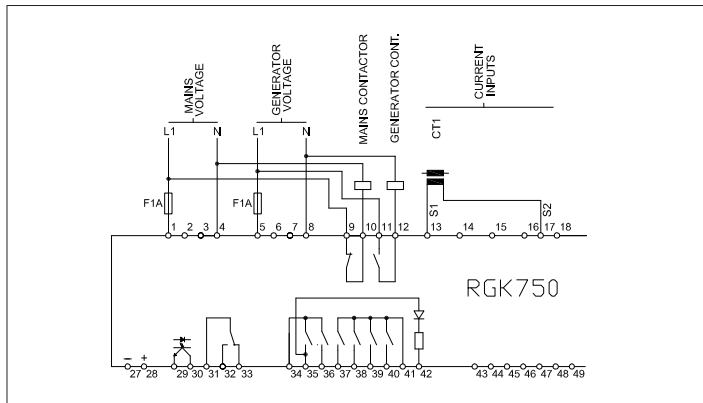 MAINS
VOLTAGE
GENERATOR
VOLTAGE
MAINS CONTACTOR
GENERATOR CONT.
CURRENT
INPUTS
CT1
L1 N L1 N
F1A F1A
S1 S2
1 2 3 4 5 6 7 8 9 10 11 12 13 14 15 16 17 18
RGK750
– +
27 28 29 30 31 32 33 34 35 36 37 38 39 40 41 42 43 44 45 46 47 48 49